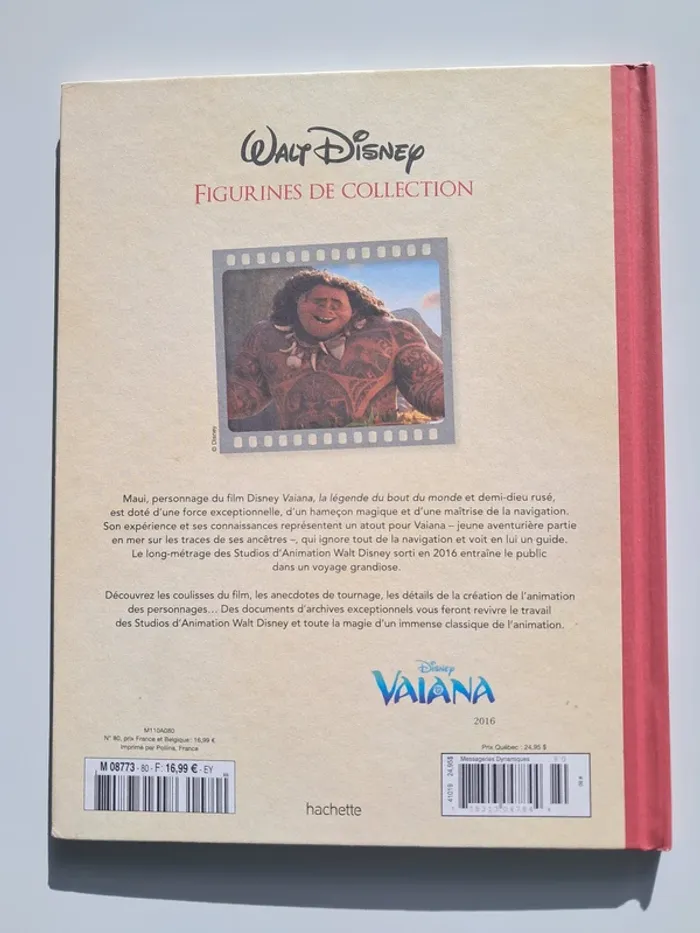 WALT DISNEY
FIGURINES DE COLLECTION
© Disney
Maui, personnage du film Disney Vaiana, la légende du bout du monde et demi-dieu rusé,
est doté d'une force exceptionnelle, d'un hameçon magique et d'une maîtrise de la navigation.
Son expérience et ses connaissances représentent un atout pour Vaiana – jeune aventurière partie
en mer sur les traces de ses ancêtres –, qui ignore tout de la navigation et voit en lui un guide.
Le long-métrage des Studios d'Animation Walt Disney sorti en 2016 entraîne le public
dans un voyage grandiose.
Découvrez les coulisses du film, les anecdotes de tournage, les détails de la création de l'animation
des personnages... Des documents d'archives exceptionnels vous feront revivre le travail
des Studios d'Animation Walt Disney et toute la magie d'un immense classique de l'animation.
Disney
VAIANA
2016
M110A080
N° 80, prix France et Belgique : 16,99 €
Imprimé par Pollina, France
M 08773 - 80 - F: 16,99 € - EY
hachette
Prix Québec : 24,95 $
Messageries Dynamiques
41019 24,95$